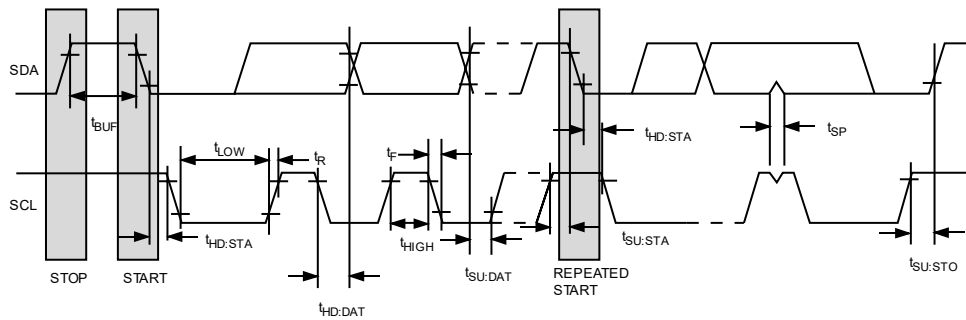 SDA
tBUF
tHD:STA
tSP
tLOW
tR
tF
SCL
tHD:STA
tHIGH
tSU:DAT
tSU:STA
tSU:STO
STOP
START
REPEATED
START
tHD:DAT